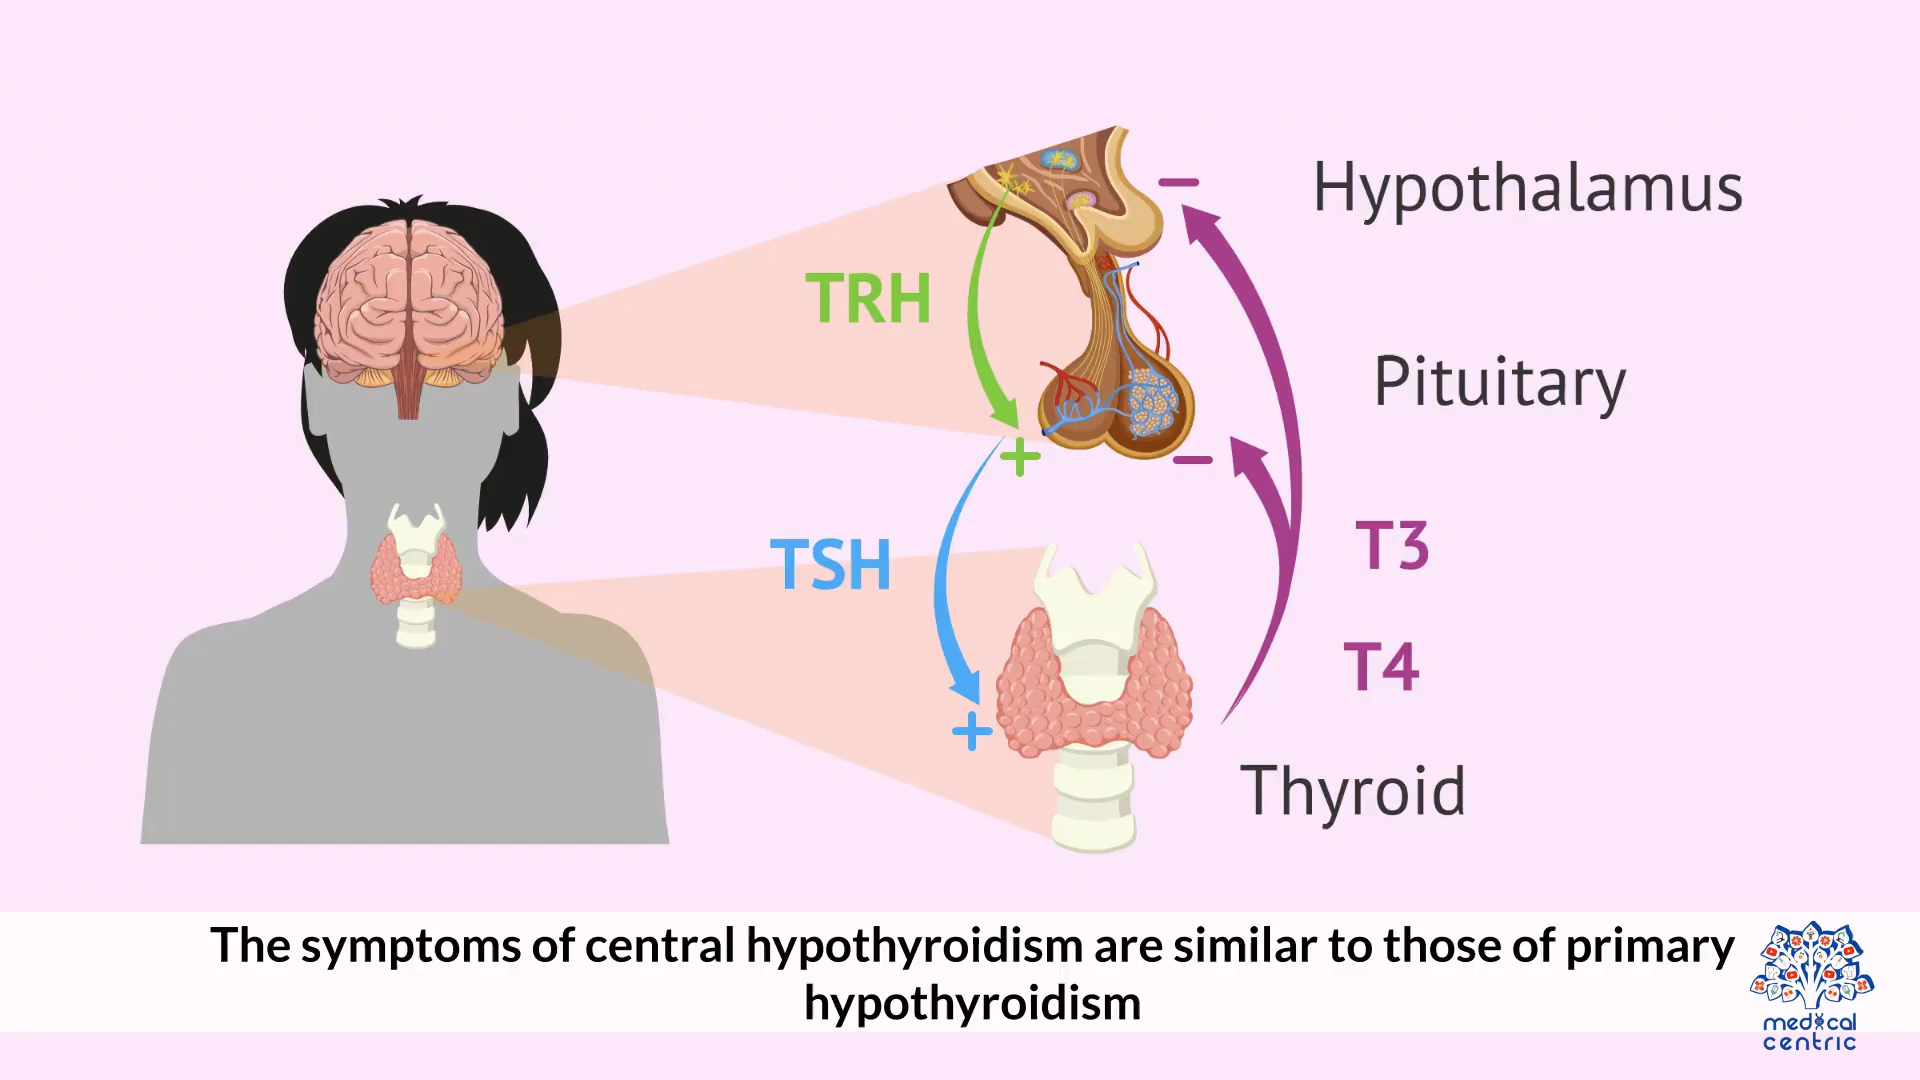 Hypothalamus
TRH
Pituitary
T3
TSH
T4
Thyroid
The symptoms of central hypothyroidism are similar to those of primary
hypothyroidism
medical
centric